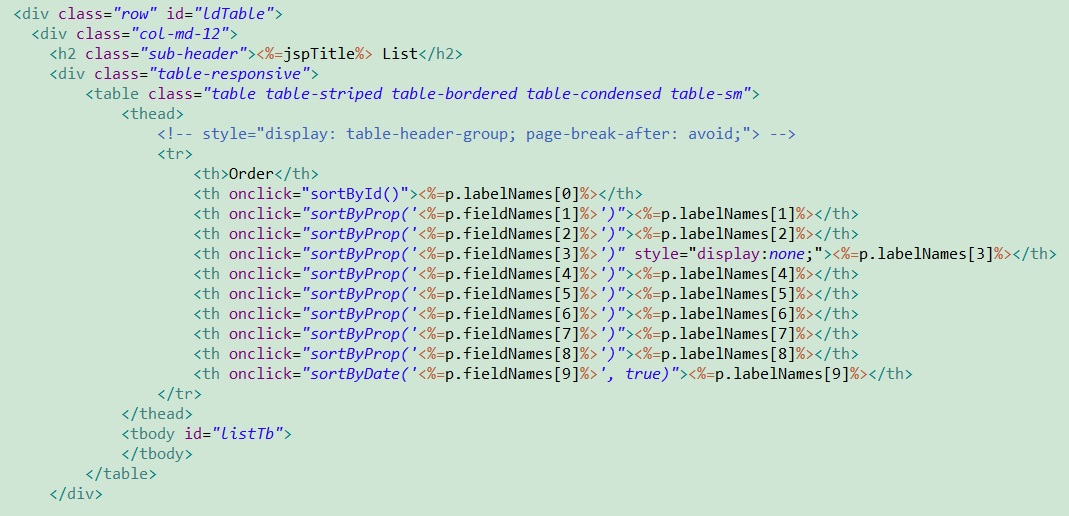 <div class="row" id="ldTable">
<div class="col-md-12">
<h2 class="sub-header"><%=jspTitle%> List</h2>
<div class="table-responsive">
<table class="table table-striped table-bordered table-condensed table-sm">
<thead>
<!-- style="display: table-header-group; page-break-after: avoid;"> -->
<tr>
<th>Order</th>
<th onclick="sortById()"><%=p.labelNames[0]%></th>
<th onclick="sortByProp('<%=p.fieldNames[1]%>')"><%=p.labelNames[1]%></th>
<th onclick="sortByProp('<%=p.fieldNames[2]%>')"><%=p.labelNames[2]%></th>
<th onclick="sortByProp('<%=p.fieldNames[3]%>')" style="display:none;"><%=p.labelNames[3]%></th>
<th onclick="sortByProp('<%=p.fieldNames[4]%>')"><%=p.labelNames[4]%></th>
<th onclick="sortByProp('<%=p.fieldNames[5]%>')"><%=p.labelNames[5]%></th>
<th onclick="sortByProp('<%=p.fieldNames[6]%>')"><%=p.labelNames[6]%></th>
<th onclick="sortByProp('<%=p.fieldNames[7]%>')"><%=p.labelNames[7]%></th>
<th onclick="sortByProp('<%=p.fieldNames[8]%>')"><%=p.labelNames[8]%></th>
<th onclick="sortByDate('<%=p.fieldNames[9]%>', true)"><%=p.labelNames[9]%></th>
</tr>
</thead>
<tbody id="listTb">
</tbody>
</table>
</div>